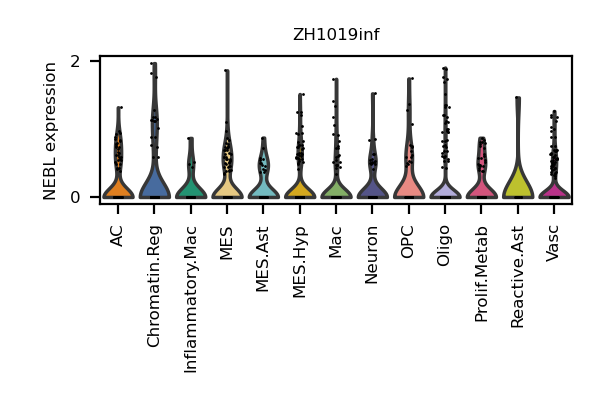 ZH1019inf
NEBL expression
2
0
AC
Chromatin.Reg
Inflammatory.Mac
MES
MES.Ast
MES.Hyp
Mac
Neuron
OPC
Oligo
Prolif.Metab
Reactive.Ast
Vasc